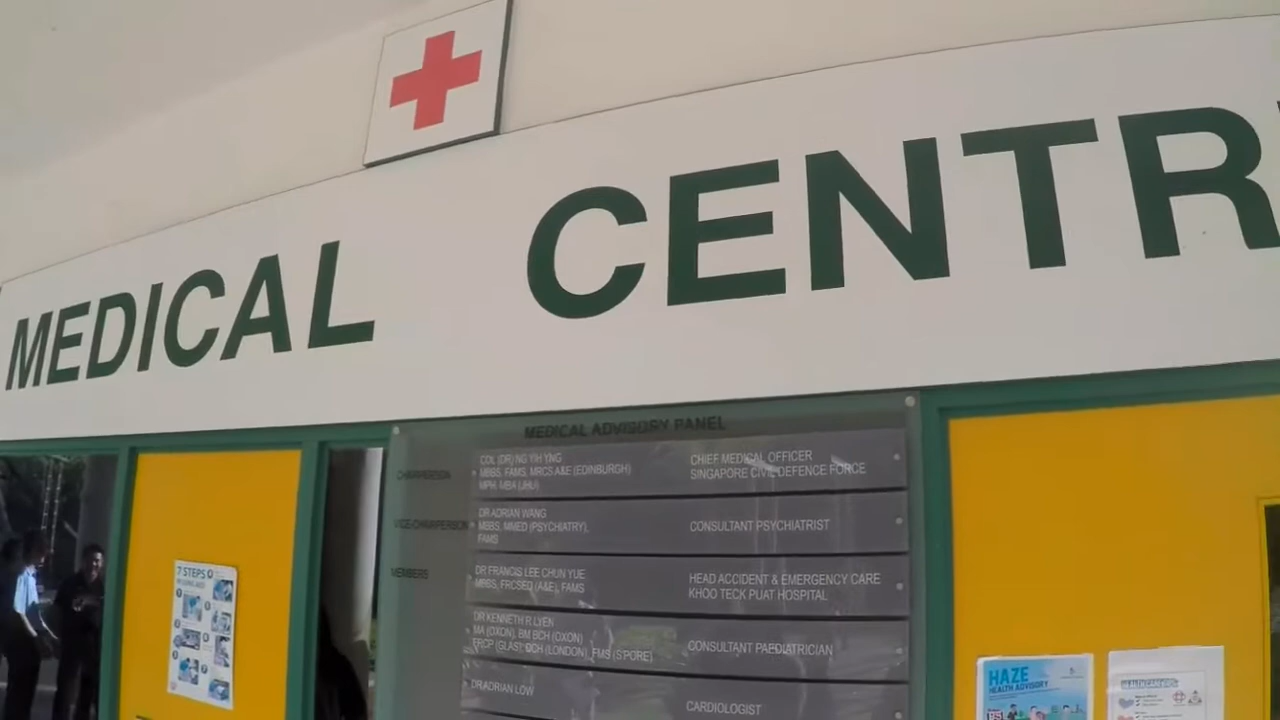 MEDICAL CENTR
MEDICAL ADVISORY PANEL
CHAIRPERSON
COL (DR) NG YIH YNG
MBBS, FAMS, MRCS A&E (EDINBURGH)
MPH, MBA (JHU)
CHIEF MEDICAL OFFICER
SINGAPORE CIVIL DEFENCE FORCE
VICE-CHAIRPERSON
DR ADRIAN WANG
MBBS, MMED (PSYCHIATRY),
FAMS
CONSULTANT PSYCHIATRIST
MEMBERS
DR FRANCIS LEE CHUN YUE
MBBS, FRCSED (A&E), FAMS
HEAD ACCIDENT & EMERGENCY CARE
KHOO TECK PUAT HOSPITAL
DR KENNETH R LYEN
MA (OXON), BM BCH (OXON)
FRCP (GLAS), DCH (LONDON), FMS (S'PORE)
CONSULTANT PAEDIATRICIAN
DR ADRIAN LOW
CARDIOLOGIST
7 STEPS
HAZE
HEALTH ADVISORY
PSI